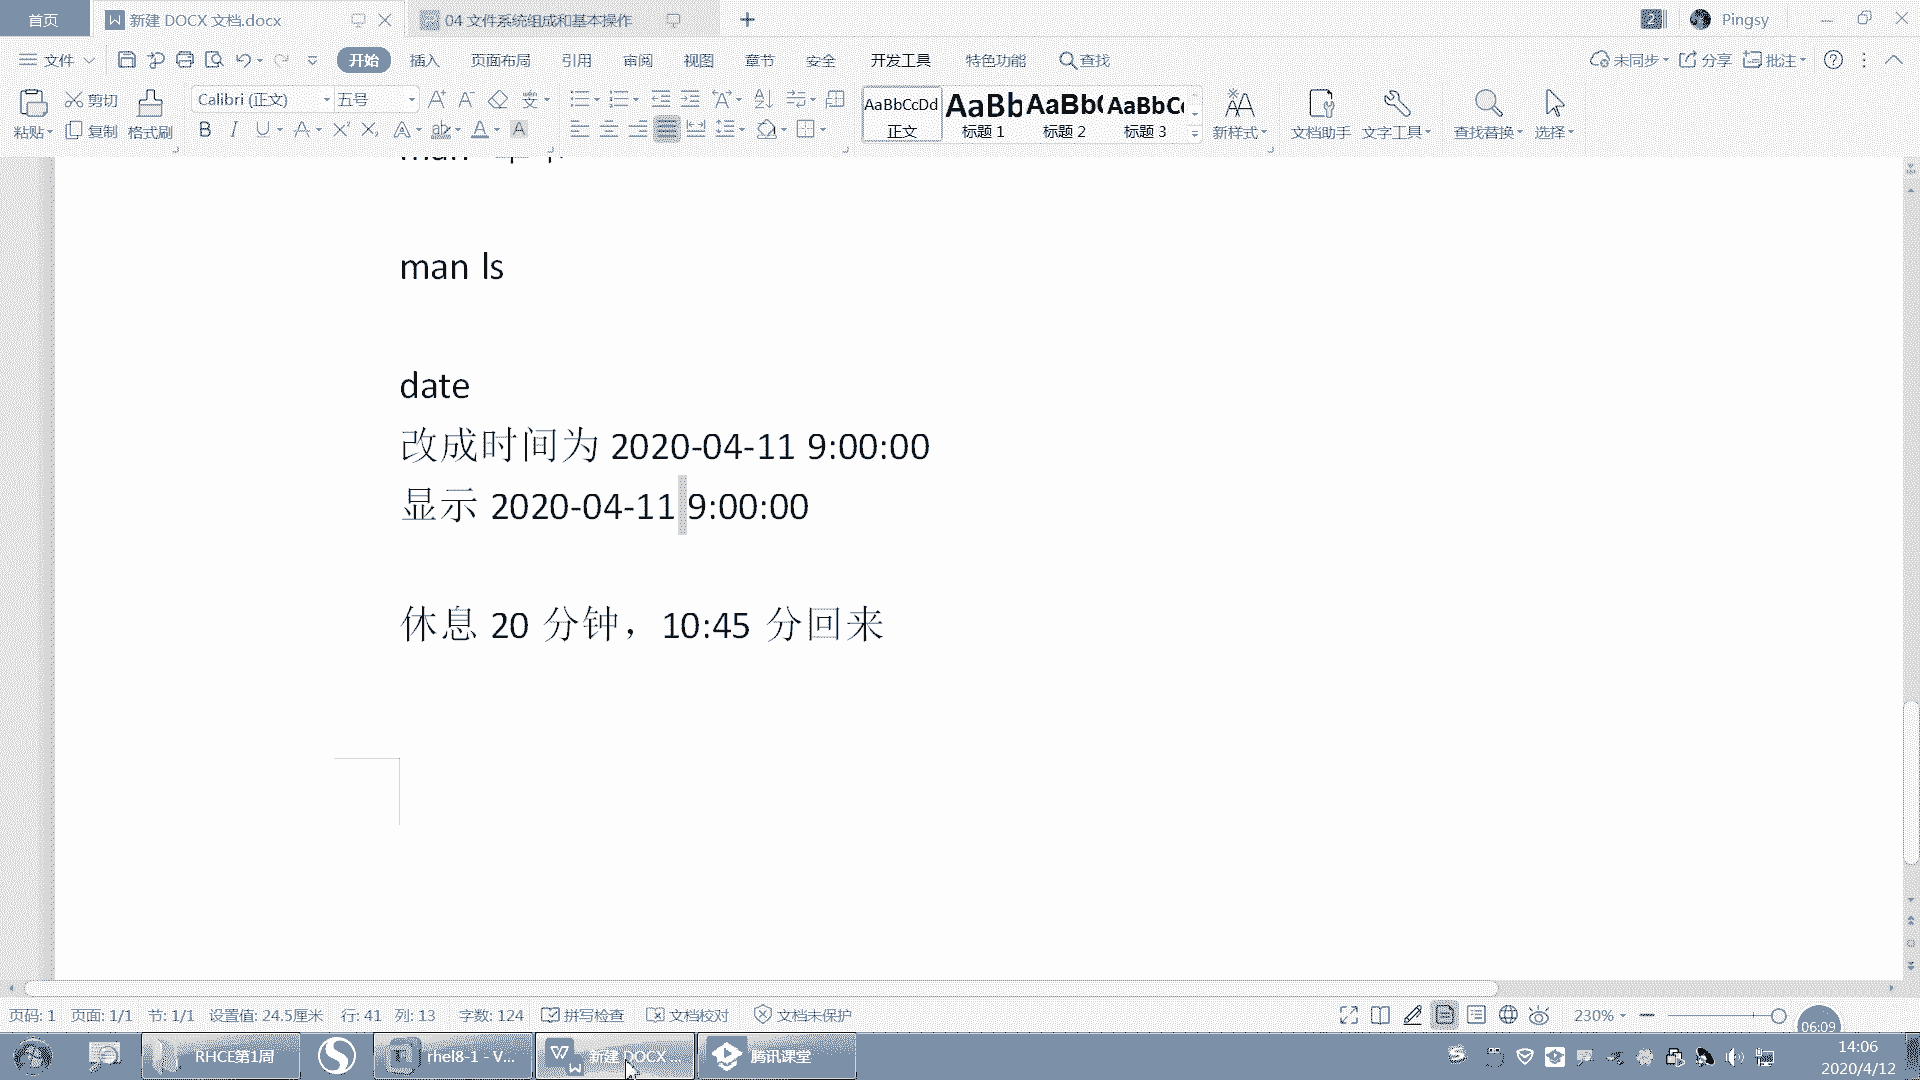 首页
新建 DOCX 文档.docx
04 文件系统组成和基本操作
2
Pingsy
文件
开始
插入
页面布局
引用
审阅
视图
章节
安全
开发工具
特色功能
查找
未同步
分享
批注
粘贴
剪切
复制
格式刷
Calibri (正文)
五号
AaBbCcDd
正文
AaBb
标题 1
AaBb(
标题 2
AaBbC
标题 3
新样式
文档助手
文字工具
查找替换
选择
man ls
date
改成时间为 2020-04-11 9:00:00
显示 2020-04-11 9:00:00
休息 20 分钟，10:45 分回来
页码: 1
页面: 1/1
节: 1/1
设置值: 24.5厘米
行: 41
列: 13
字数: 124
拼写检查
文档校对
文档未保护
230%
06:09
RHCE第1周
rhel8-1 - V...
新建 DOCX ...
腾讯课堂
14:06
2020/4/12